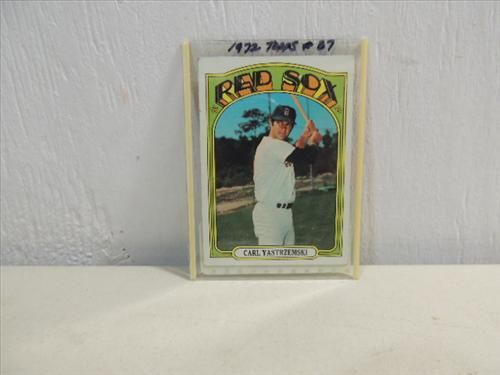 1972 TOPPS # 37
RED SOX
CARL YASTRZEMSKI